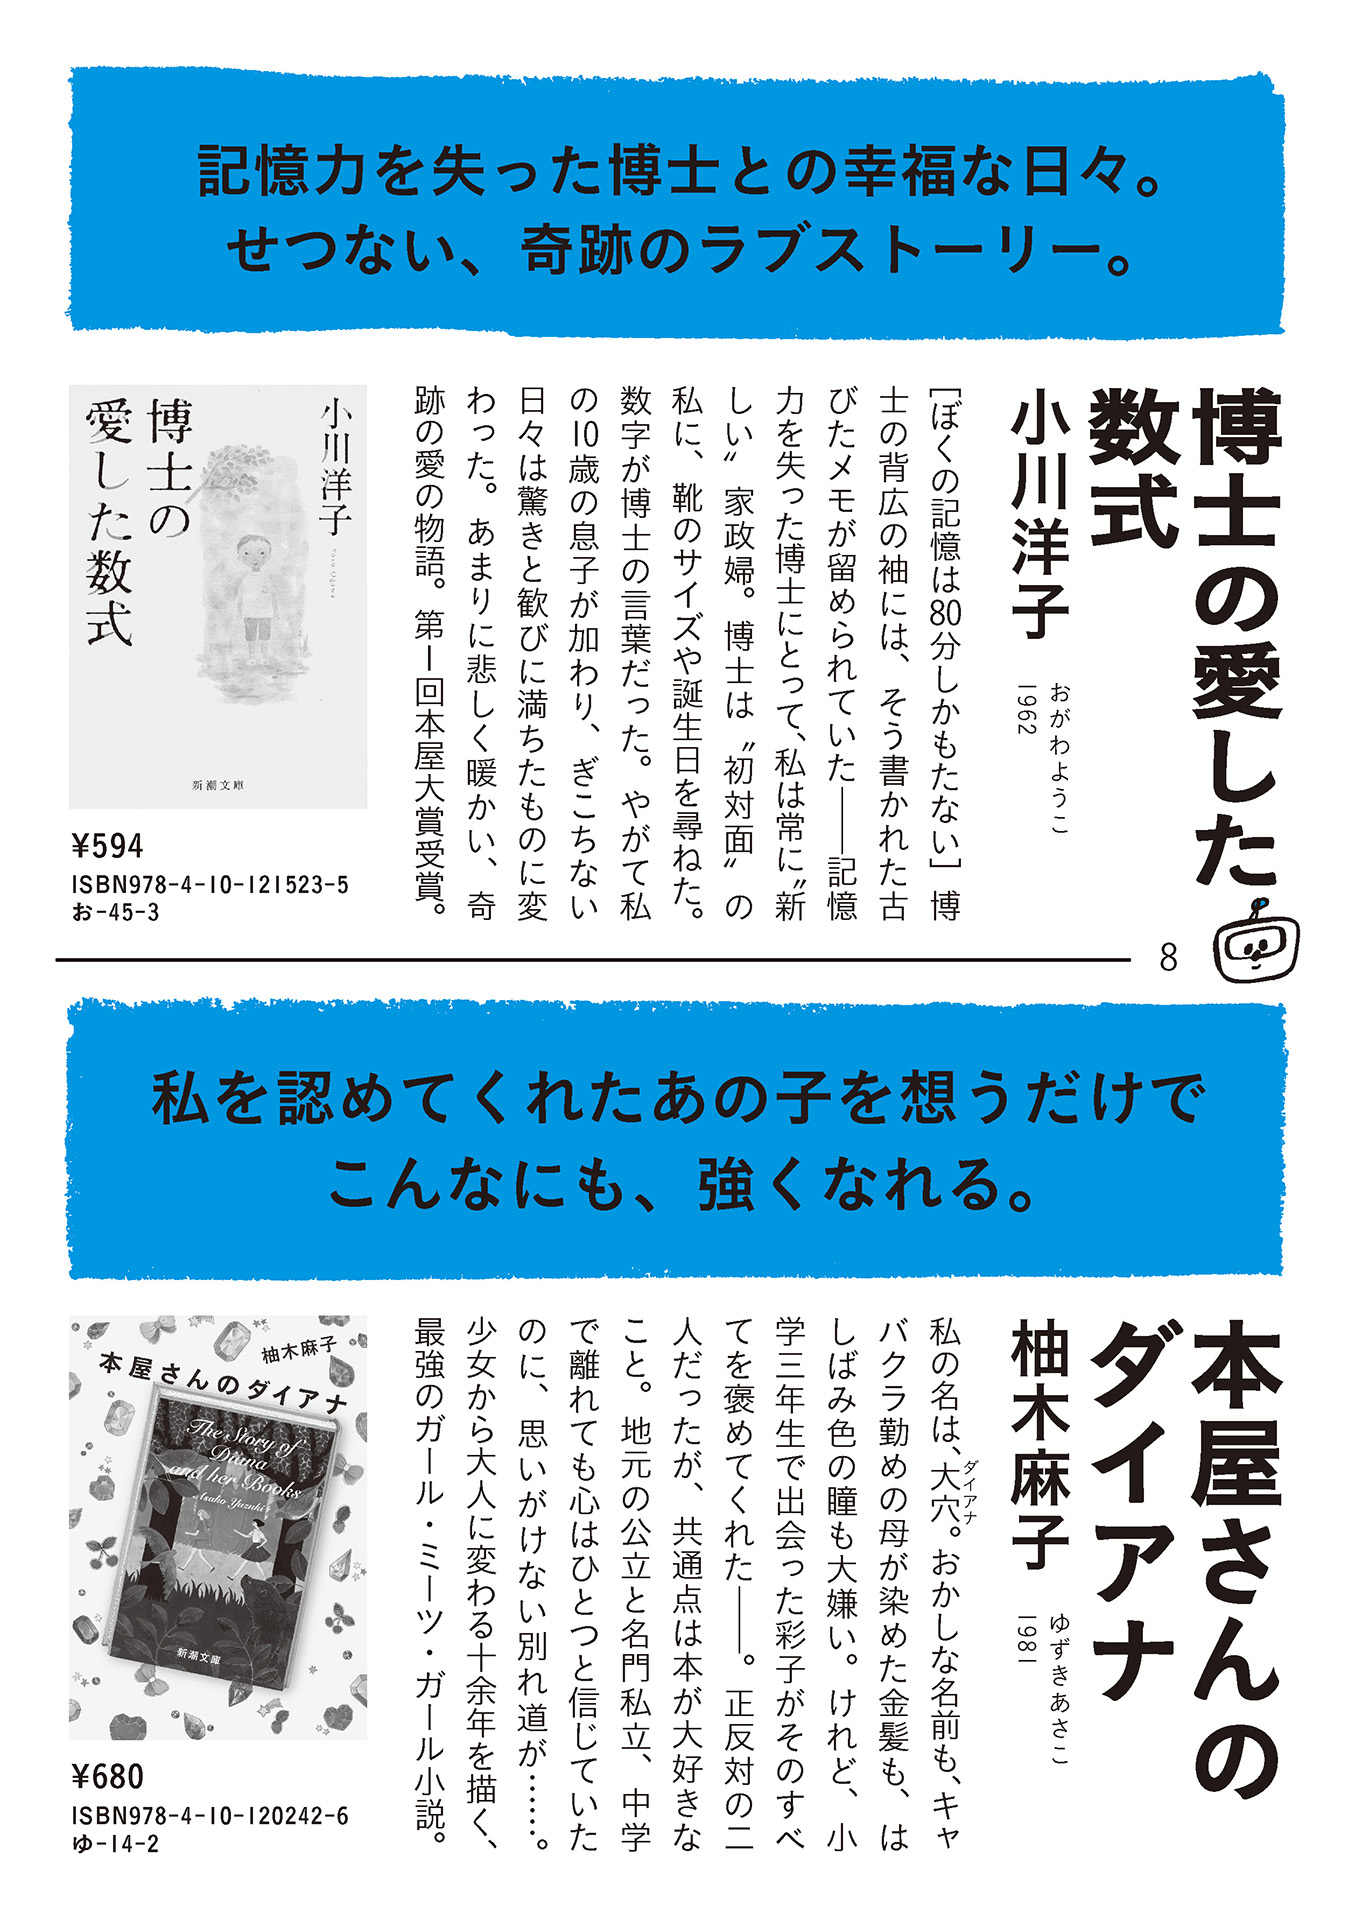 記憶力を失った博士との幸福な日々。
せつない、奇跡のラブストーリー。
博士の愛した
数式
小川洋子
おがわようこ
1962
［ぼくの記憶は80分しかもたない］博
士の背広の袖には、そう書かれた古
びたメモが留められていた――記憶
力を失った博士にとって、私は常に〝新
しい〟家政婦。博士は〝初対面〟の
私に、靴のサイズや誕生日を尋ねた。
数字が博士の言葉だった。やがて私
の10歳の息子が加わり、ぎこちない
日々は驚きと歓びに満ちたものに変
わった。あまりに悲しく暖かい、奇
跡の愛の物語。第1回本屋大賞受賞。
小川洋子
Yoko Ogawa
博士の
愛した数式
新潮文庫
¥594
ISBN978-4-10-121523-5
お-45-3
8
私を認めてくれたあの子を想うだけで
こんなにも、強くなれる。
本屋さんの
ダイアナ
柚木麻子
ゆずきあさこ
1981
私の名は、大穴。おかしな名前も、キャ
ダイアナ
バクラ勤めの母が染めた金髪も、は
しばみ色の瞳も大嫌い。けれど、小
学三年生で出会った彩子がそのすべ
てを褒めてくれた――。正反対の二
人だったが、共通点は本が大好きな
こと。地元の公立と名門私立、中学
で離れても心はひとつと信じていた
のに、思いがけない別れ道が……。
少女から大人に変わる十余年を描く、
最強のガール・ミーツ・ガール小説。
柚木麻子
本屋さんのダイアナ
The Story of
Diana
and her Books
Asako Yuzuki
新潮文庫
¥680
ISBN978-4-10-120242-6
ゆ-14-2